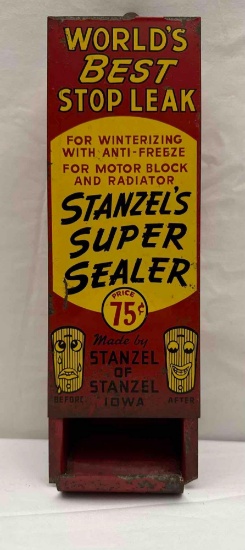 WORLD'S
BEST
STOP LEAK
FOR WINTERIZING
WITH ANTI-FREEZE
FOR MOTOR BLOCK
AND RADIATOR
STANZEL'S
SUPER
SEALER
PRICE
75¢
Made by
STANZEL
OF
STANZEL
IOWA
BEFORE
AFTER